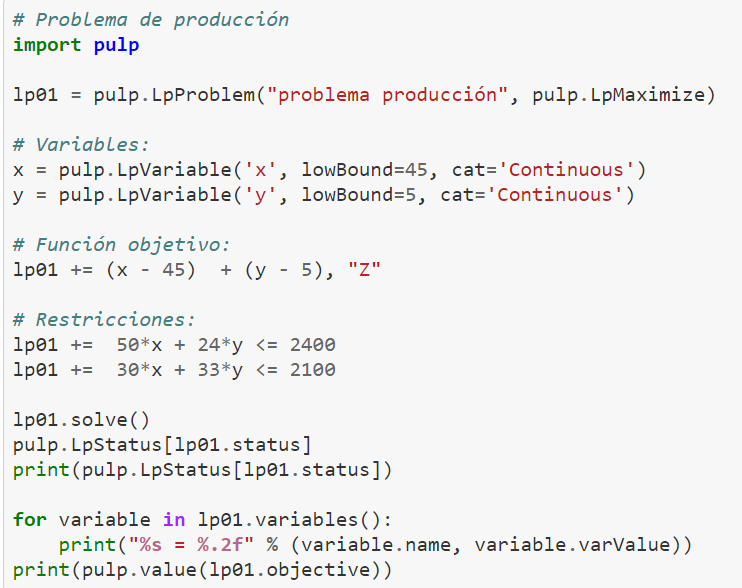 # Problema de producción
import pulp

lp01 = pulp.LpProblem("problema producción", pulp.LpMaximize)

# Variables:
x = pulp.LpVariable('x', lowBound=45, cat='Continuous')
y = pulp.LpVariable('y', lowBound=5, cat='Continuous')

# Función objetivo:
lp01 += (x - 45)  + (y - 5), "Z"

# Restricciones:
lp01 +=  50*x + 24*y <= 2400
lp01 +=  30*x + 33*y <= 2100

lp01.solve()
pulp.LpStatus[lp01.status]
print(pulp.LpStatus[lp01.status])

for variable in lp01.variables():
    print("%s = %.2f" % (variable.name, variable.varValue))
print(pulp.value(lp01.objective))